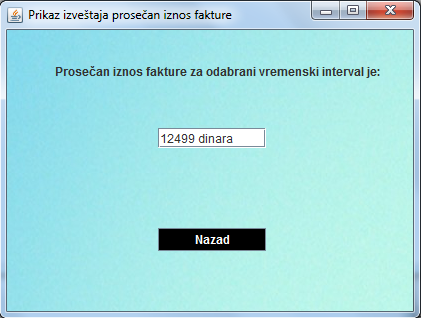 Prikaz izveštaja prosečan iznos fakture
Prosečan iznos fakture za odabrani vremenski interval je:
12499 dinara
Nazad